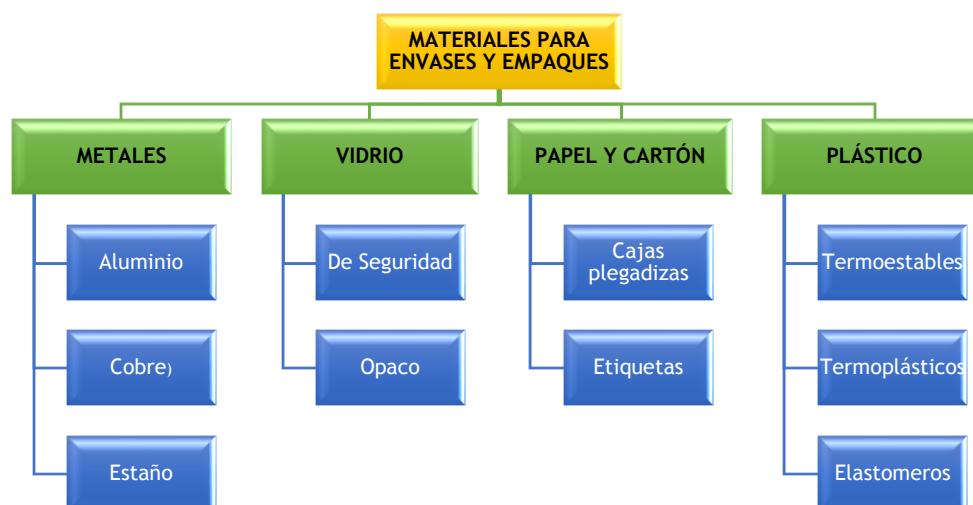 MATERIALES PARA
ENVASES Y EMPAQUES
METALES
VIDRIO
PAPEL Y CARTÓN
PLÁSTICO
Aluminio
De Seguridad
Cajas
plegadizas
Termoestables
Cobre)
Opaco
Etiquetas
Termoplásticos
Estaño
Elastomeros